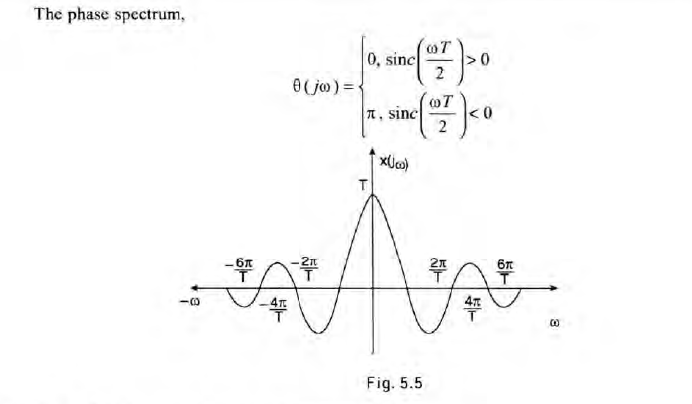 The phase spectrum,
θ(jω) = { 0, sinc(ωT/2) > 0
π, sinc(ωT/2) < 0
x(jω)
T
-6π/T -2π/T 2π/T 6π/T
-ω -4π/T 4π/T ω
Fig. 5.5